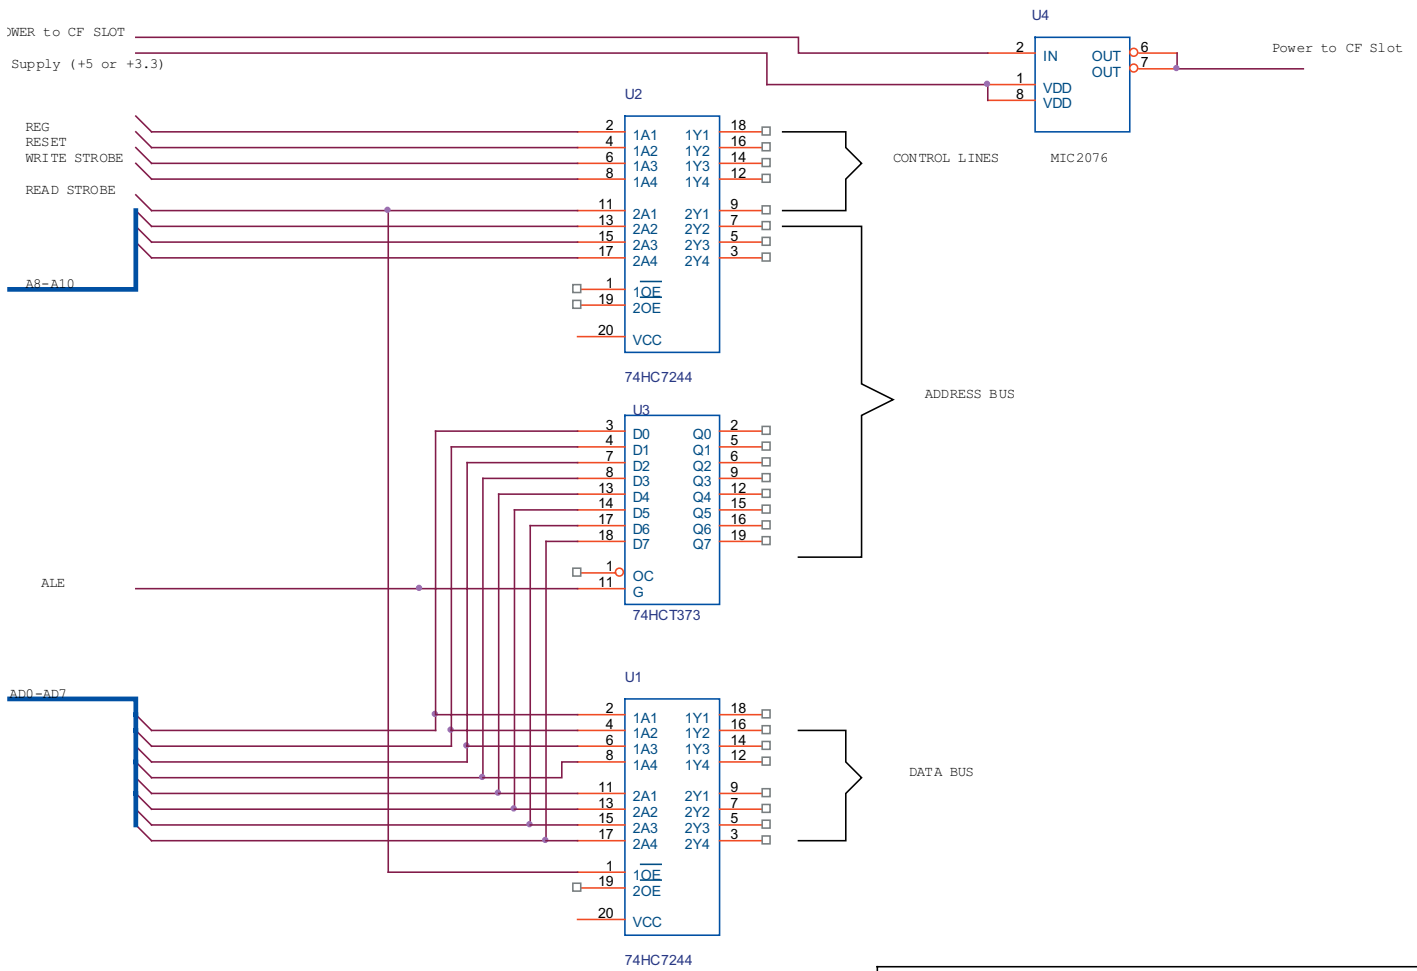 U4
OWER to CF SLOT
Supply (+5 or +3.3)
2 IN OUT 6
OUT 7
1 VDD
8 VDD
Power to CF Slot
MIC2076
U2
REG
RESET
WRITE STROBE
READ STROBE
A8-A10
2 1A1 1Y1 18
4 1A2 1Y2 16
6 1A3 1Y3 14
8 1A4 1Y4 12
11 2A1 2Y1 9
13 2A2 2Y2 7
15 2A3 2Y3 5
17 2A4 2Y4 3
1 1OE
19 2OE
20 VCC
74HC7244
CONTROL LINES
ADDRESS BUS
U3
3 D0 Q0 2
4 D1 Q1 5
7 D2 Q2 6
8 D3 Q3 9
13 D4 Q4 12
14 D5 Q5 15
17 D6 Q6 16
18 D7 Q7 19
1 OC
11 G
74HCT373
ALE
AD0-AD7
U1
2 1A1 1Y1 18
4 1A2 1Y2 16
6 1A3 1Y3 14
8 1A4 1Y4 12
11 2A1 2Y1 9
13 2A2 2Y2 7
15 2A3 2Y3 5
17 2A4 2Y4 3
1 1OE
19 2OE
20 VCC
74HC7244
DATA BUS